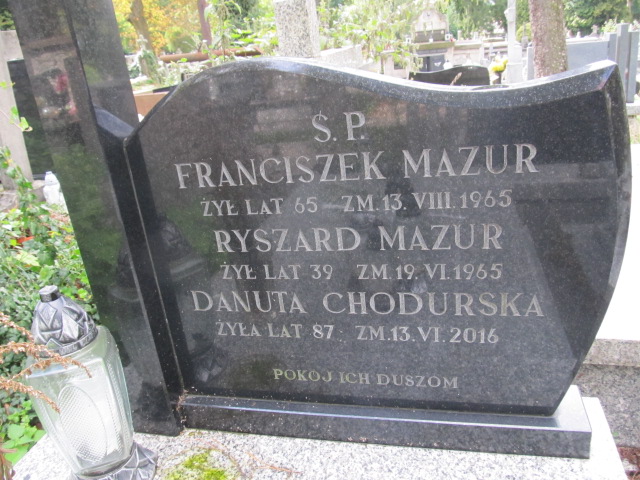 Ś.P.
FRANCISZEK MAZUR
ŻYŁ LAT 65 ZM.13.VIII.1965
RYSZARD MAZUR
ŻYŁ LAT 39 ZM.19.VI.1965
DANUTA CHODURSKA
ŻYŁA LAT 87 ZM.13.VI.2016
POKÓJ ICH DUSZOM